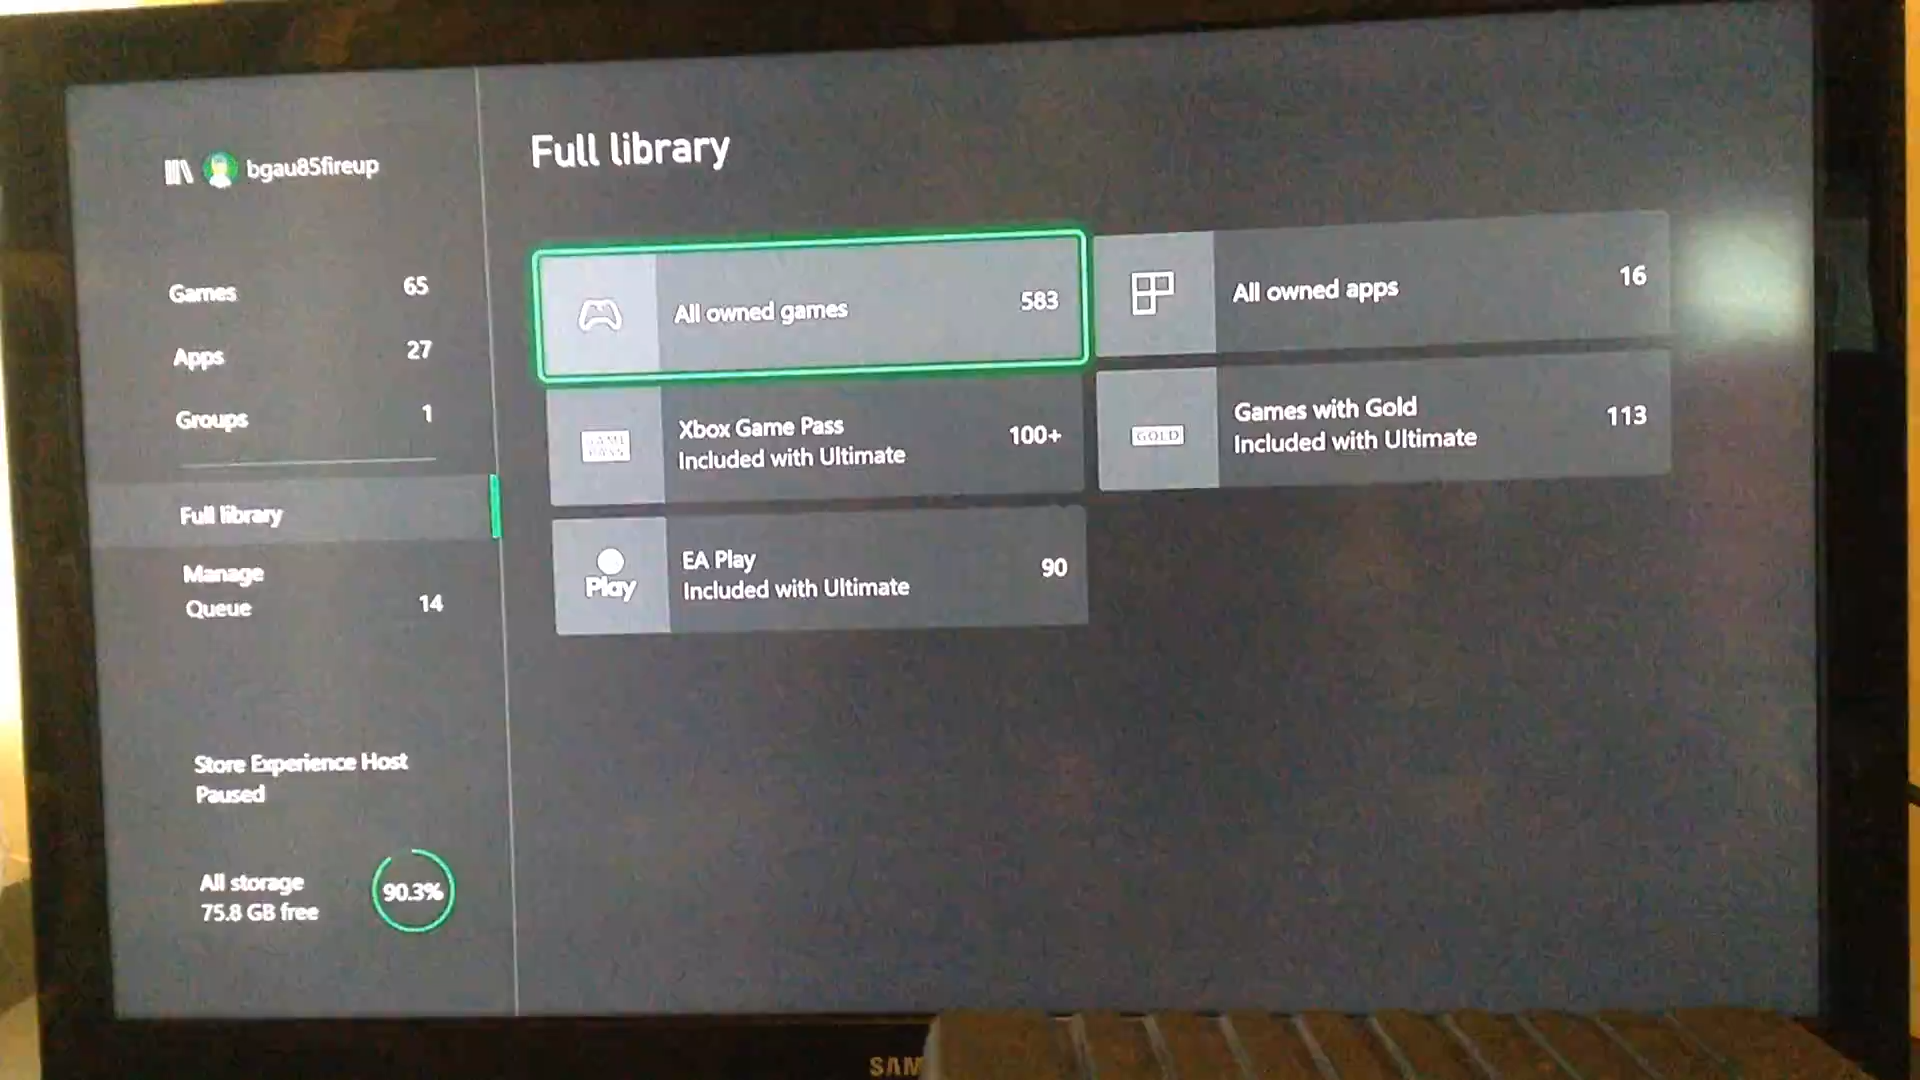 bgau85fireup
Games 65
Apps 27
Groups 1
Full library
Manage
Queue 14
Store Experience Host
Paused
All storage
75.8 GB free
90.3%
Full library
All owned games 583
All owned apps 16
GAME PASS
Xbox Game Pass
Included with Ultimate
100+
GOLD
Games with Gold
Included with Ultimate
113
Play
EA Play
Included with Ultimate
90
SAM